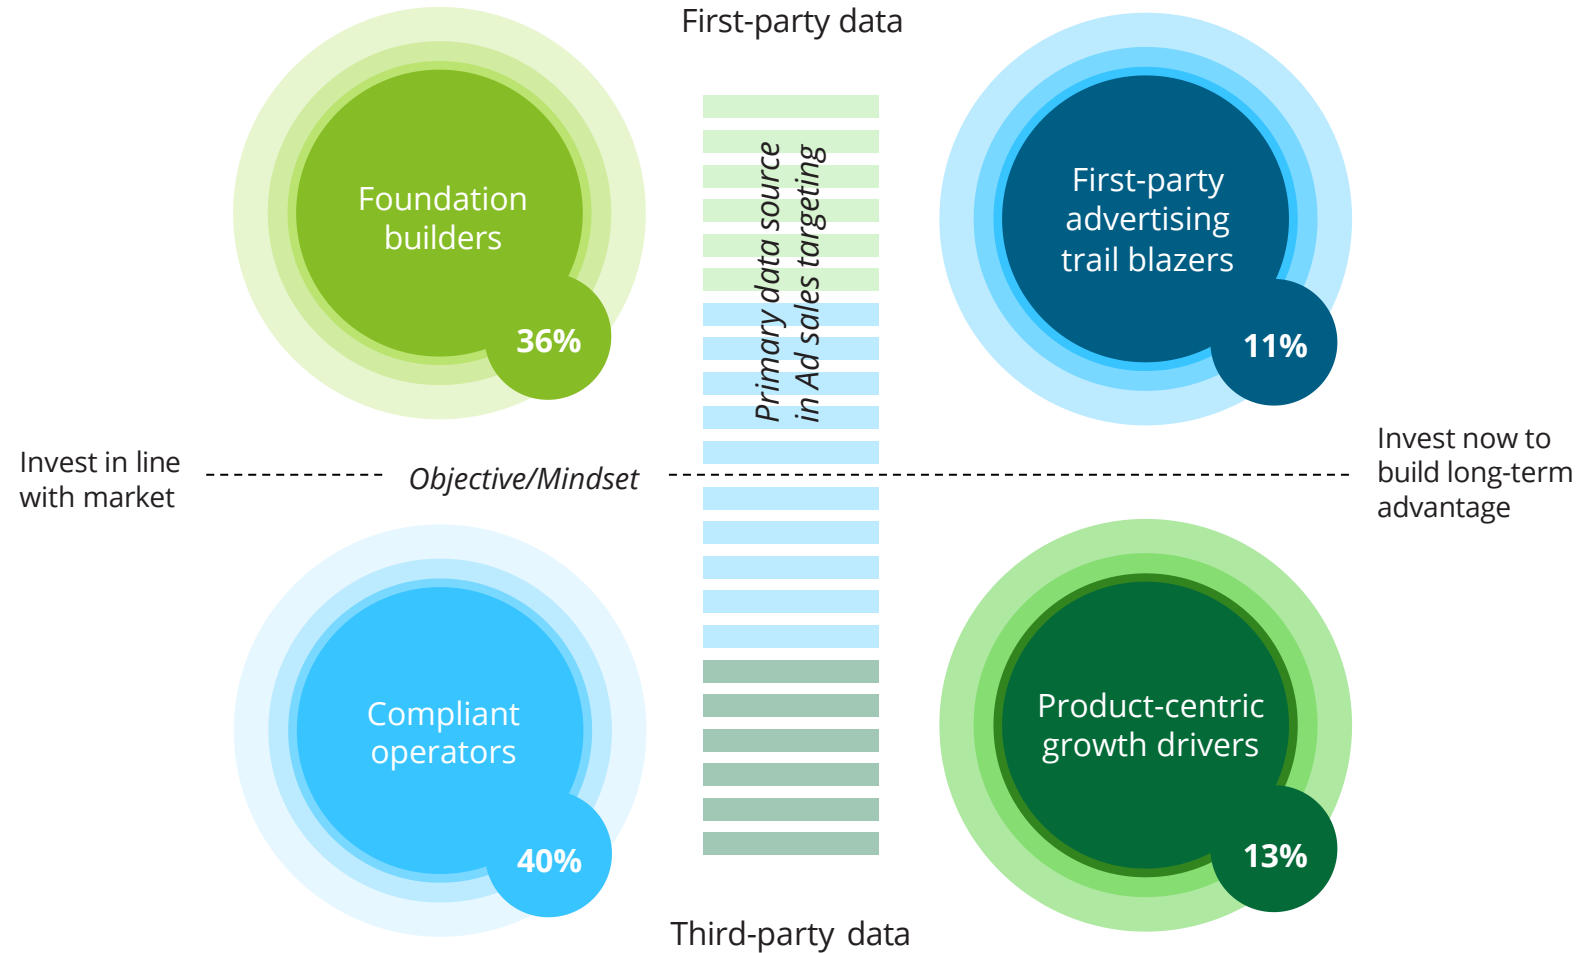 First-party data
Foundation
builders
36%
Primary data source
in Ad sales targeting
First-party
advertising
trail blazers
11%
Invest in line
with market
Objective/Mindset
Invest now to
build long-term
advantage
Compliant
operators
40%
Product-centric
growth drivers
13%
Third-party data